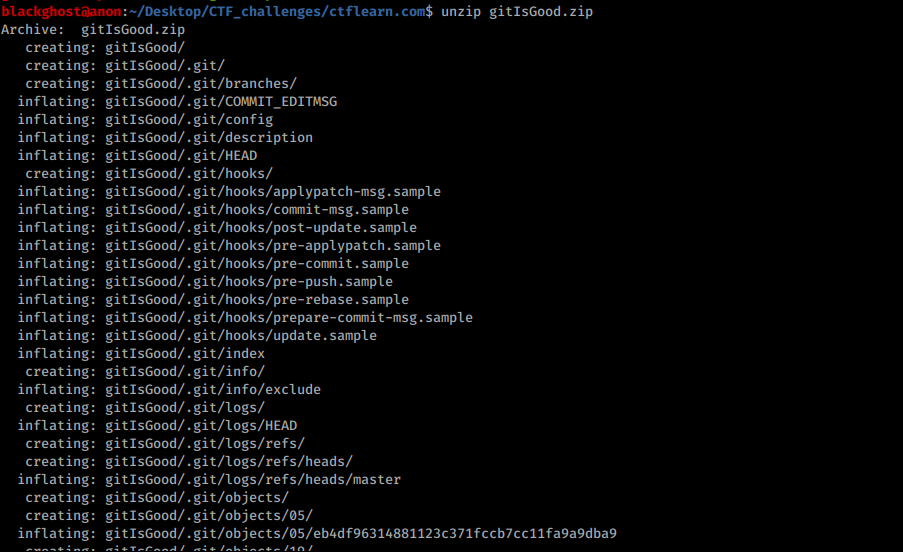 blackghost@anon:~/Desktop/CTF_challenges/ctflearn.com$ unzip gitIsGood.zip
Archive:  gitIsGood.zip
   creating: gitIsGood/
   creating: gitIsGood/.git/
   creating: gitIsGood/.git/branches/
  inflating: gitIsGood/.git/COMMIT_EDITMSG
  inflating: gitIsGood/.git/config
  inflating: gitIsGood/.git/description
  inflating: gitIsGood/.git/HEAD
   creating: gitIsGood/.git/hooks/
  inflating: gitIsGood/.git/hooks/applypatch-msg.sample
  inflating: gitIsGood/.git/hooks/commit-msg.sample
  inflating: gitIsGood/.git/hooks/post-update.sample
  inflating: gitIsGood/.git/hooks/pre-applypatch.sample
  inflating: gitIsGood/.git/hooks/pre-commit.sample
  inflating: gitIsGood/.git/hooks/pre-push.sample
  inflating: gitIsGood/.git/hooks/pre-rebase.sample
  inflating: gitIsGood/.git/hooks/prepare-commit-msg.sample
  inflating: gitIsGood/.git/hooks/update.sample
  inflating: gitIsGood/.git/index
   creating: gitIsGood/.git/info/
  inflating: gitIsGood/.git/info/exclude
   creating: gitIsGood/.git/logs/
  inflating: gitIsGood/.git/logs/HEAD
   creating: gitIsGood/.git/logs/refs/
   creating: gitIsGood/.git/logs/refs/heads/
  inflating: gitIsGood/.git/logs/refs/heads/master
   creating: gitIsGood/.git/objects/
   creating: gitIsGood/.git/objects/05/
  inflating: gitIsGood/.git/objects/05/eb4df96314881123c371fccb7cc11fa9a9dba9
   creating: gitIsGood/.git/objects/